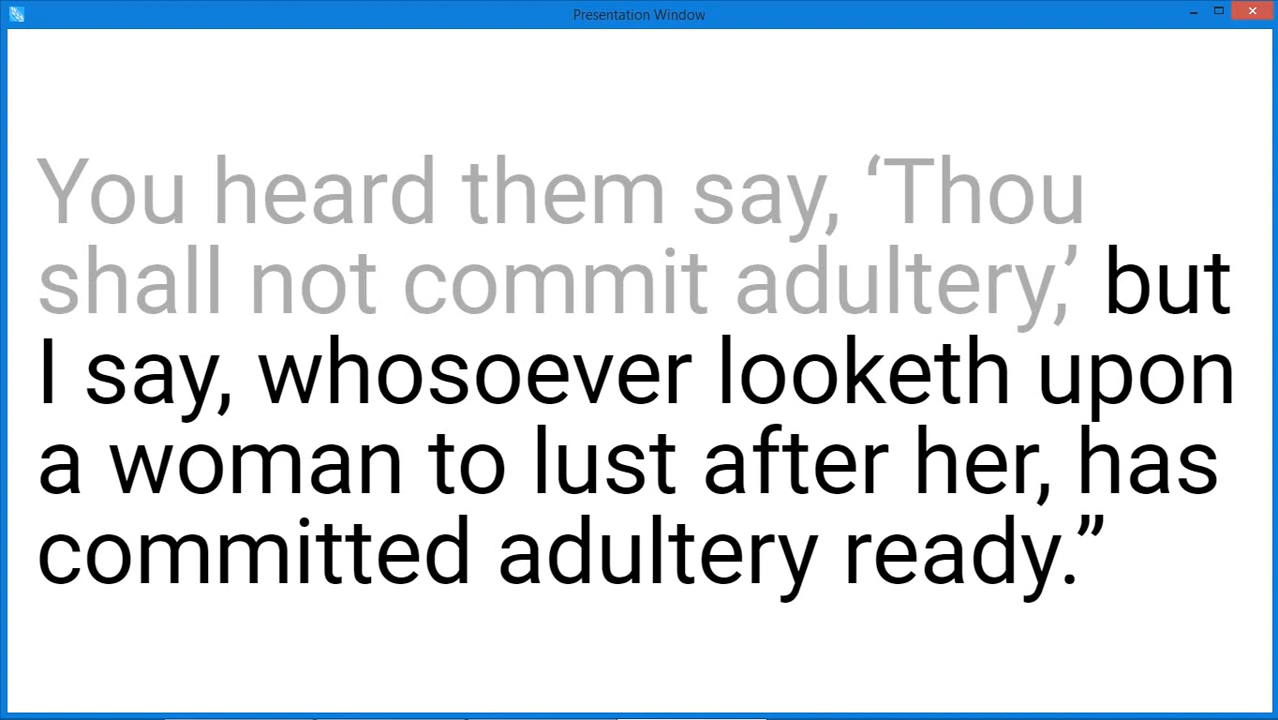 Presentation Window
You heard them say, ‘Thou
shall not commit adultery,’ but
I say, whosoever looketh upon
a woman to lust after her, has
committed adultery ready.”